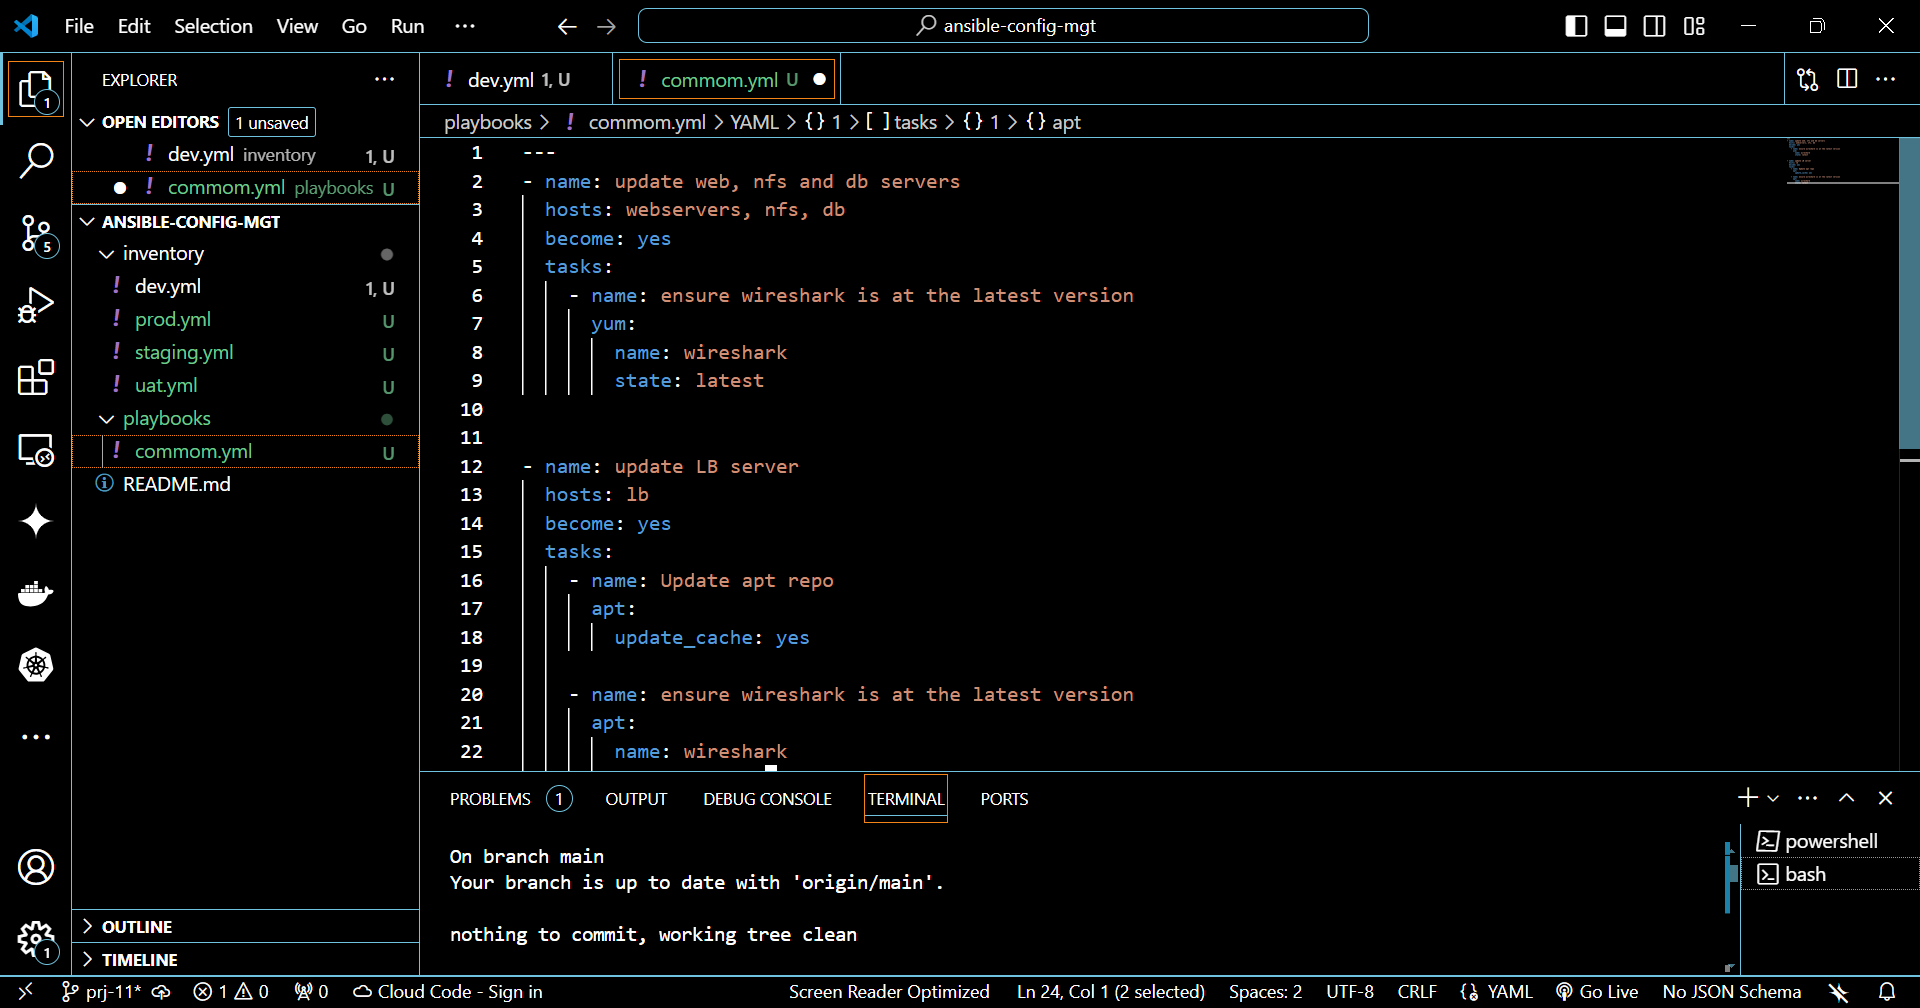 File Edit Selection View Go Run ···
ansible-config-mgt
EXPLORER ···
OPEN EDITORS 1 unsaved
! dev.yml inventory 1, U
! commom.yml playbooks U
ANSIBLE-CONFIG-MGT
inventory
! dev.yml 1, U
! prod.yml U
! staging.yml U
! uat.yml U
playbooks
! commom.yml U
README.md
OUTLINE
TIMELINE
1
5
1
! dev.yml 1, U
! commom.yml U
playbooks > ! commom.yml > YAML > {} 1 > [ ] tasks > {} 1 > {} apt
1 ---
2 - name: update web, nfs and db servers
3 hosts: webservers, nfs, db
4 become: yes
5 tasks:
6 - name: ensure wireshark is at the latest version
7 yum:
8 name: wireshark
9 state: latest
10
11
12 - name: update LB server
13 hosts: lb
14 become: yes
15 tasks:
16 - name: Update apt repo
17 apt:
18 update_cache: yes
19
20 - name: ensure wireshark is at the latest version
21 apt:
22 name: wireshark
PROBLEMS 1 OUTPUT DEBUG CONSOLE TERMINAL PORTS
On branch main
Your branch is up to date with 'origin/main'.
nothing to commit, working tree clean
powershell
bash
prj-11* 1 0 0 Cloud Code - Sign in Screen Reader Optimized Ln 24, Col 1 (2 selected) Spaces: 2 UTF-8 CRLF YAML Go Live No JSON Schema